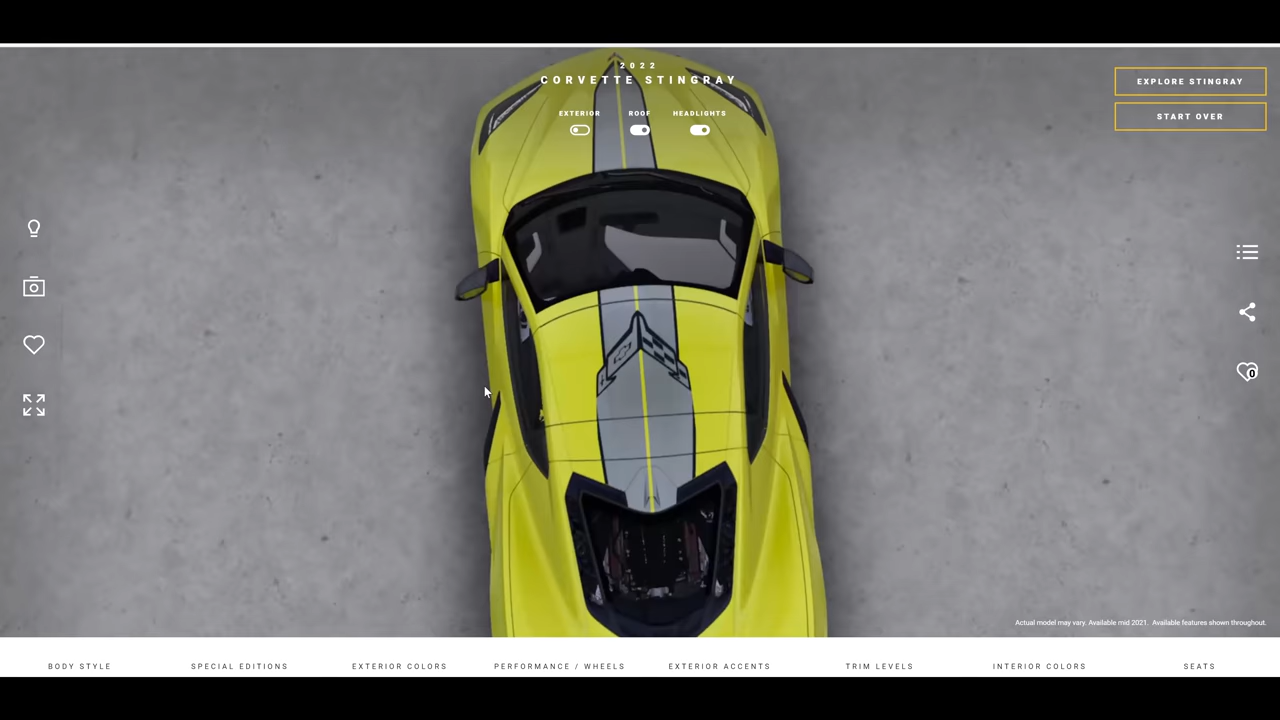 2022
CORVETTE STINGRAY
EXTERIOR ROOF HEADLIGHTS
EXPLORE STINGRAY
START OVER
0
Actual model may vary. Available mid 2021. Available features shown throughout.
BODY STYLE SPECIAL EDITIONS EXTERIOR COLORS PERFORMANCE / WHEELS EXTERIOR ACCENTS TRIM LEVELS INTERIOR COLORS SEATS